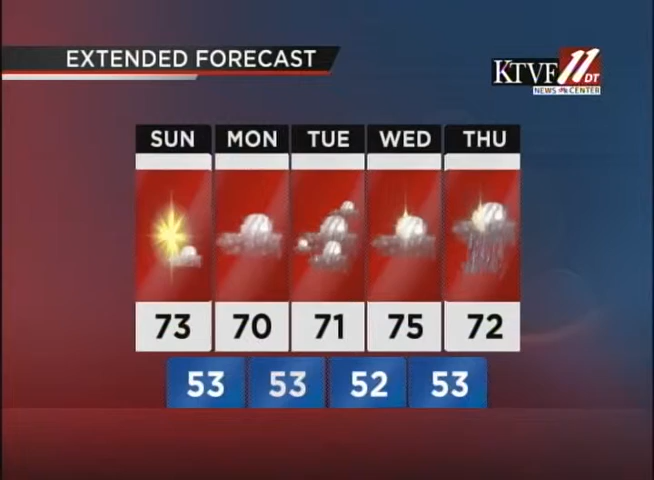 EXTENDED FORECAST
KTVF 11 DT
NEWS CENTER
SUN MON TUE WED THU
73 70 71 75 72
53 53 52 53